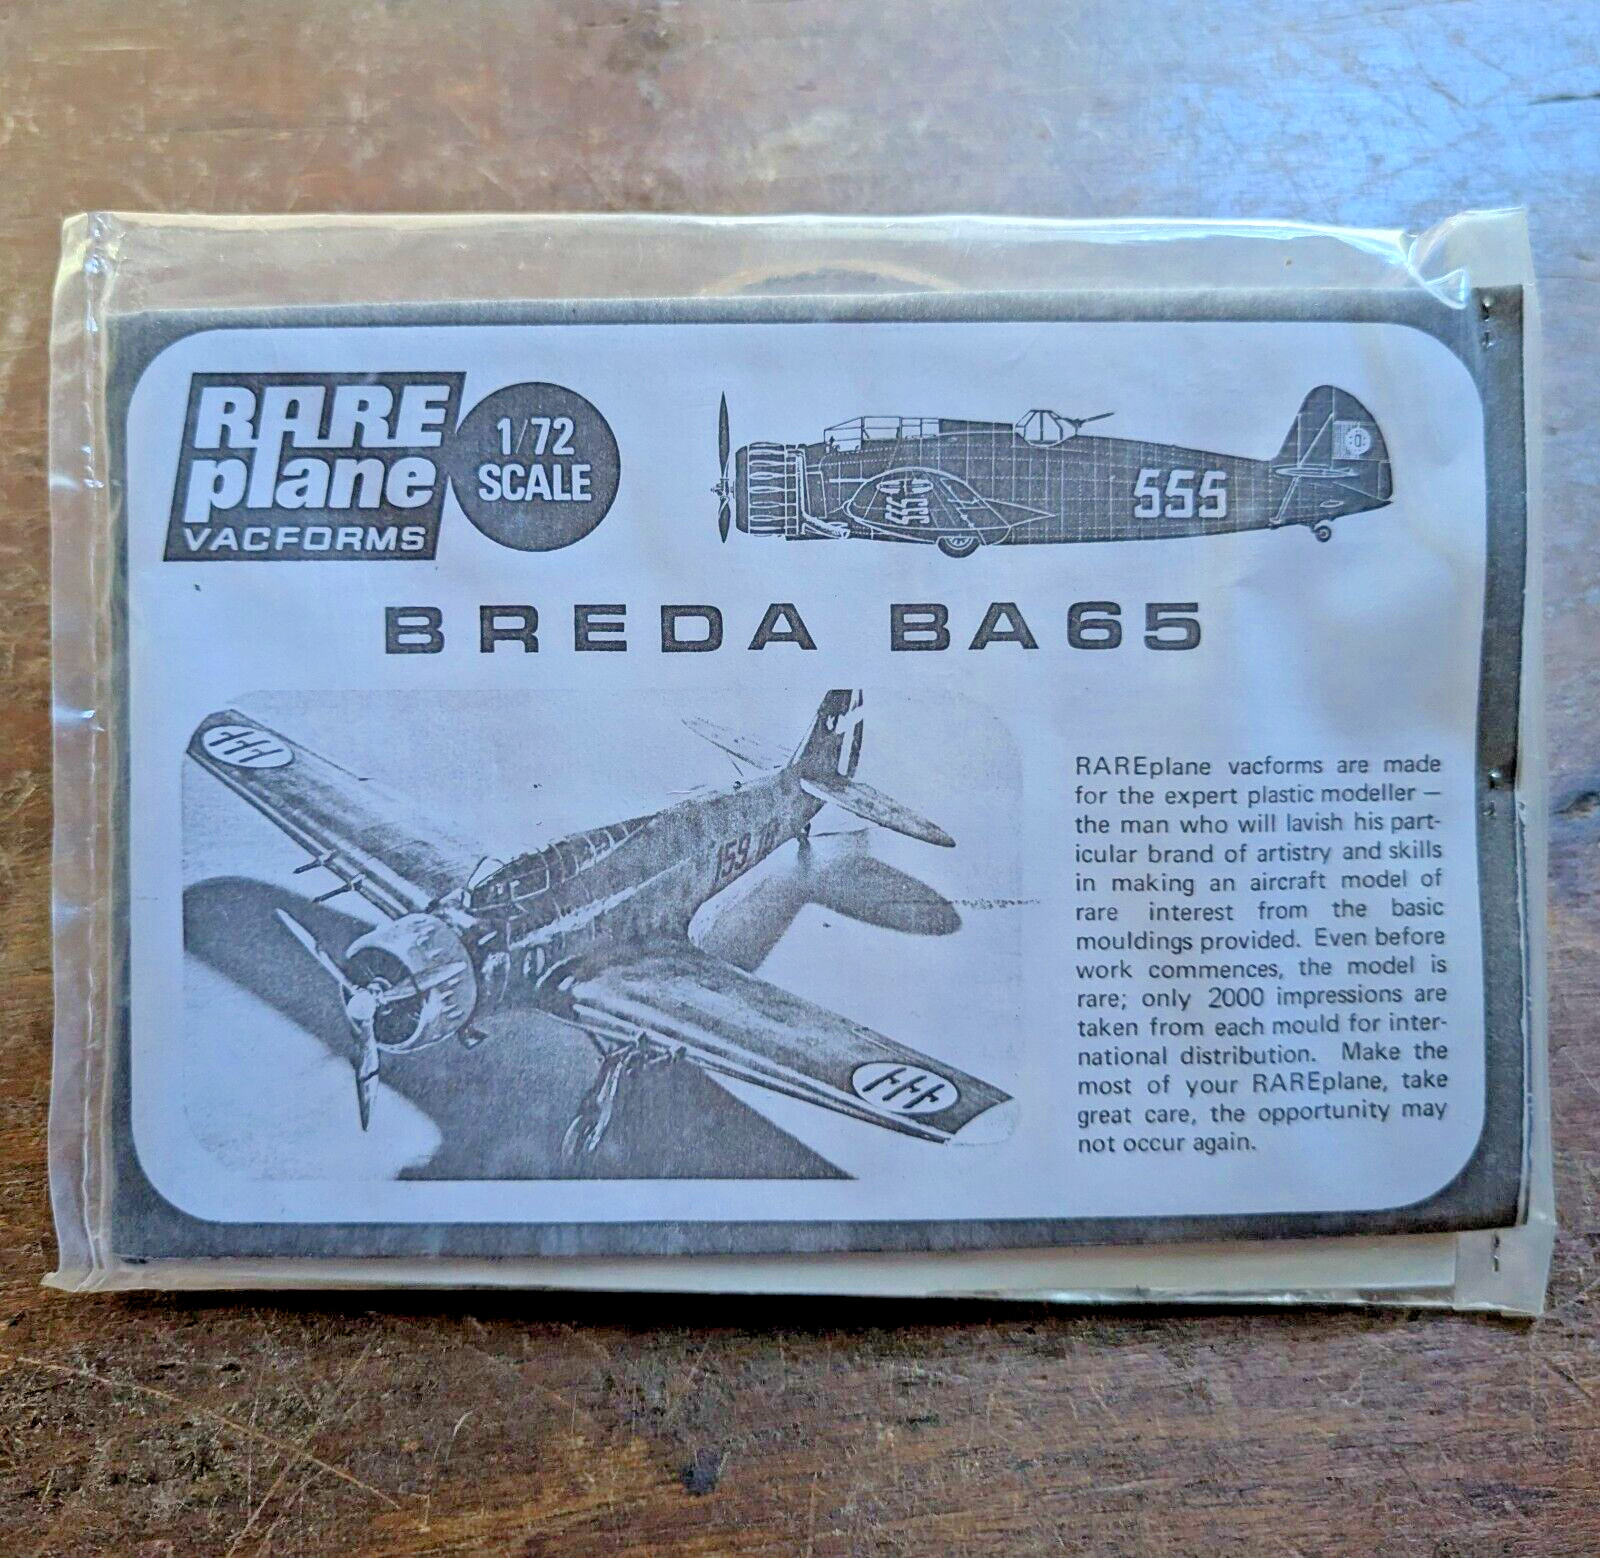 RARE
plane
VACFORMS
1/72
SCALE
555
BREDA BA65
159
RAREplane vacforms are made
for the expert plastic modeller —
the man who will lavish his part-
icular brand of artistry and skills
in making an aircraft model of
rare interest from the basic
mouldings provided. Even before
work commences, the model is
rare; only 2000 impressions are
taken from each mould for inter-
national distribution. Make the
most of your RAREplane, take
great care, the opportunity may
not occur again.